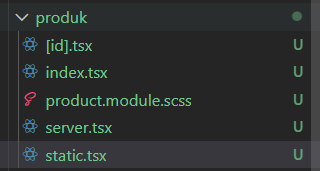 produk
[id].tsx U
index.tsx U
product.module.scss U
server.tsx U
static.tsx U